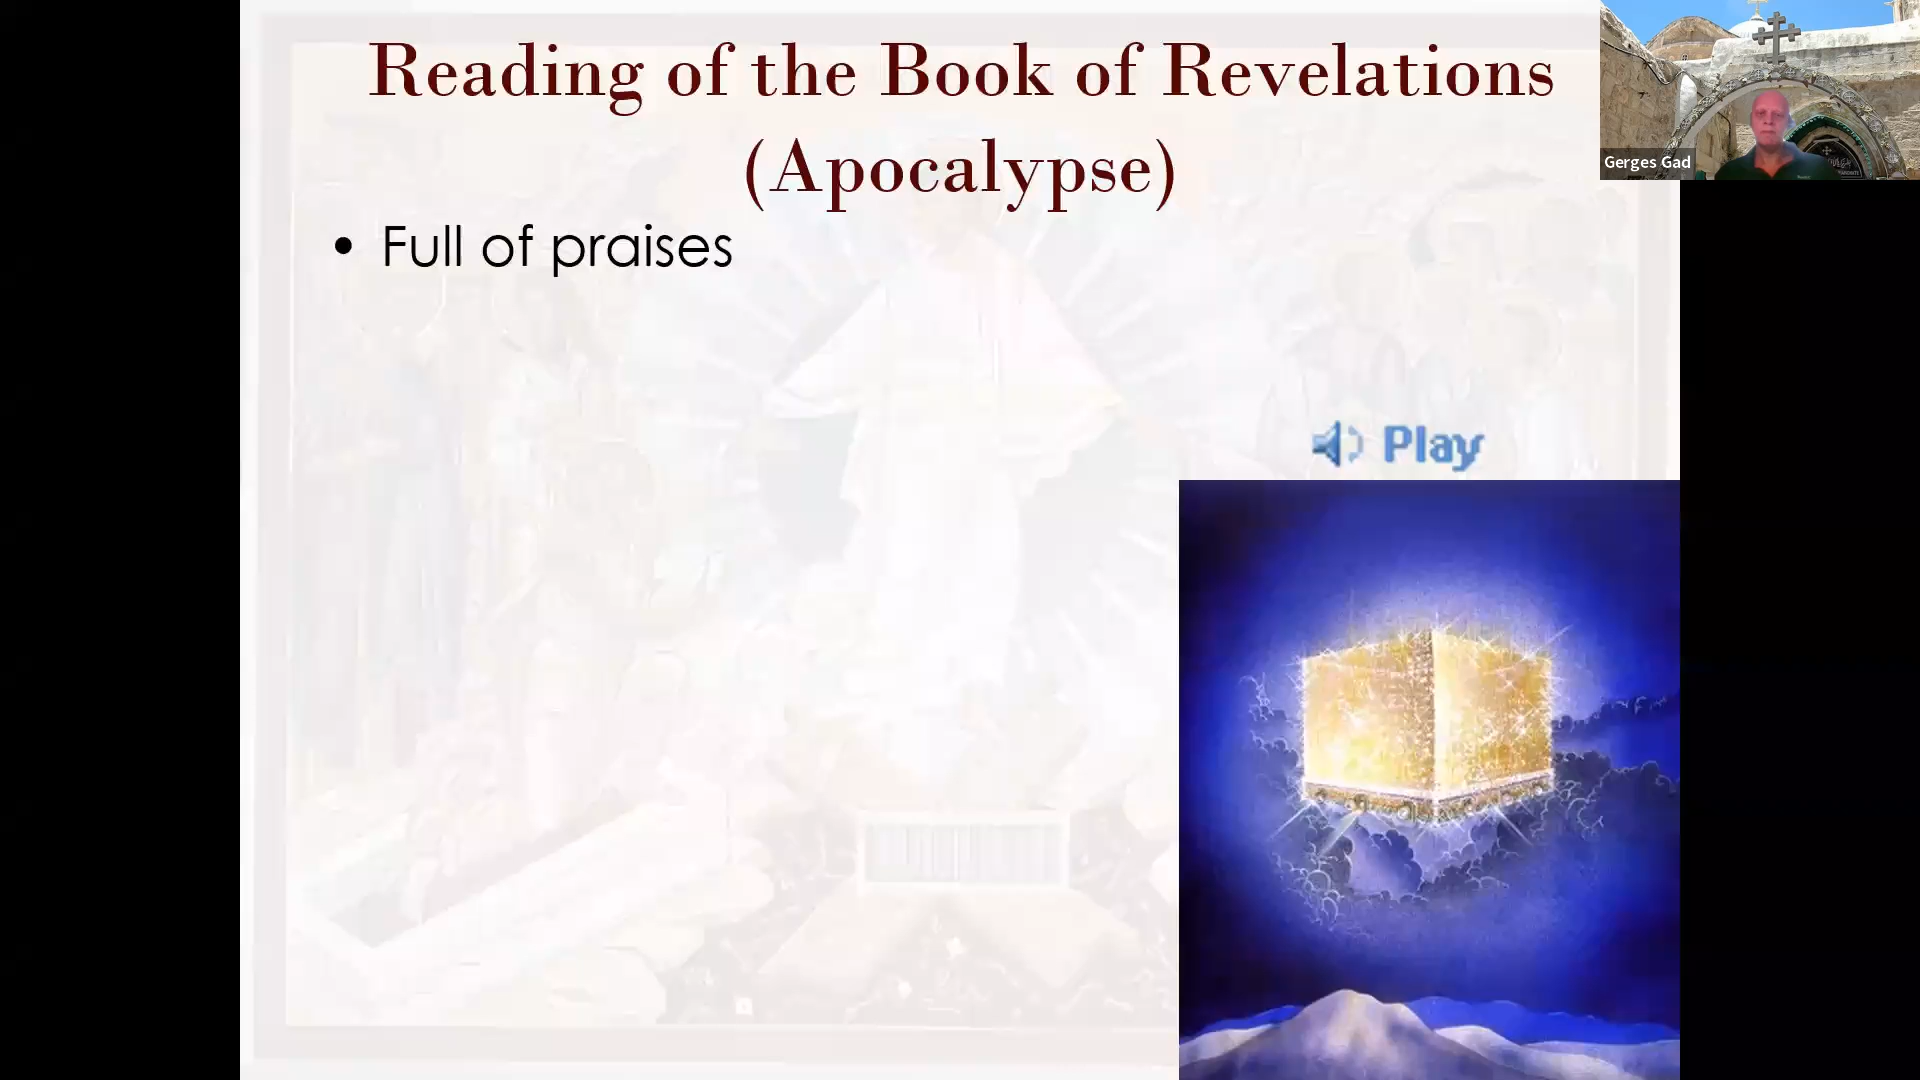 Reading of the Book of Revelations
(Apocalypse)
• Full of praises
Play
Gerges Gad